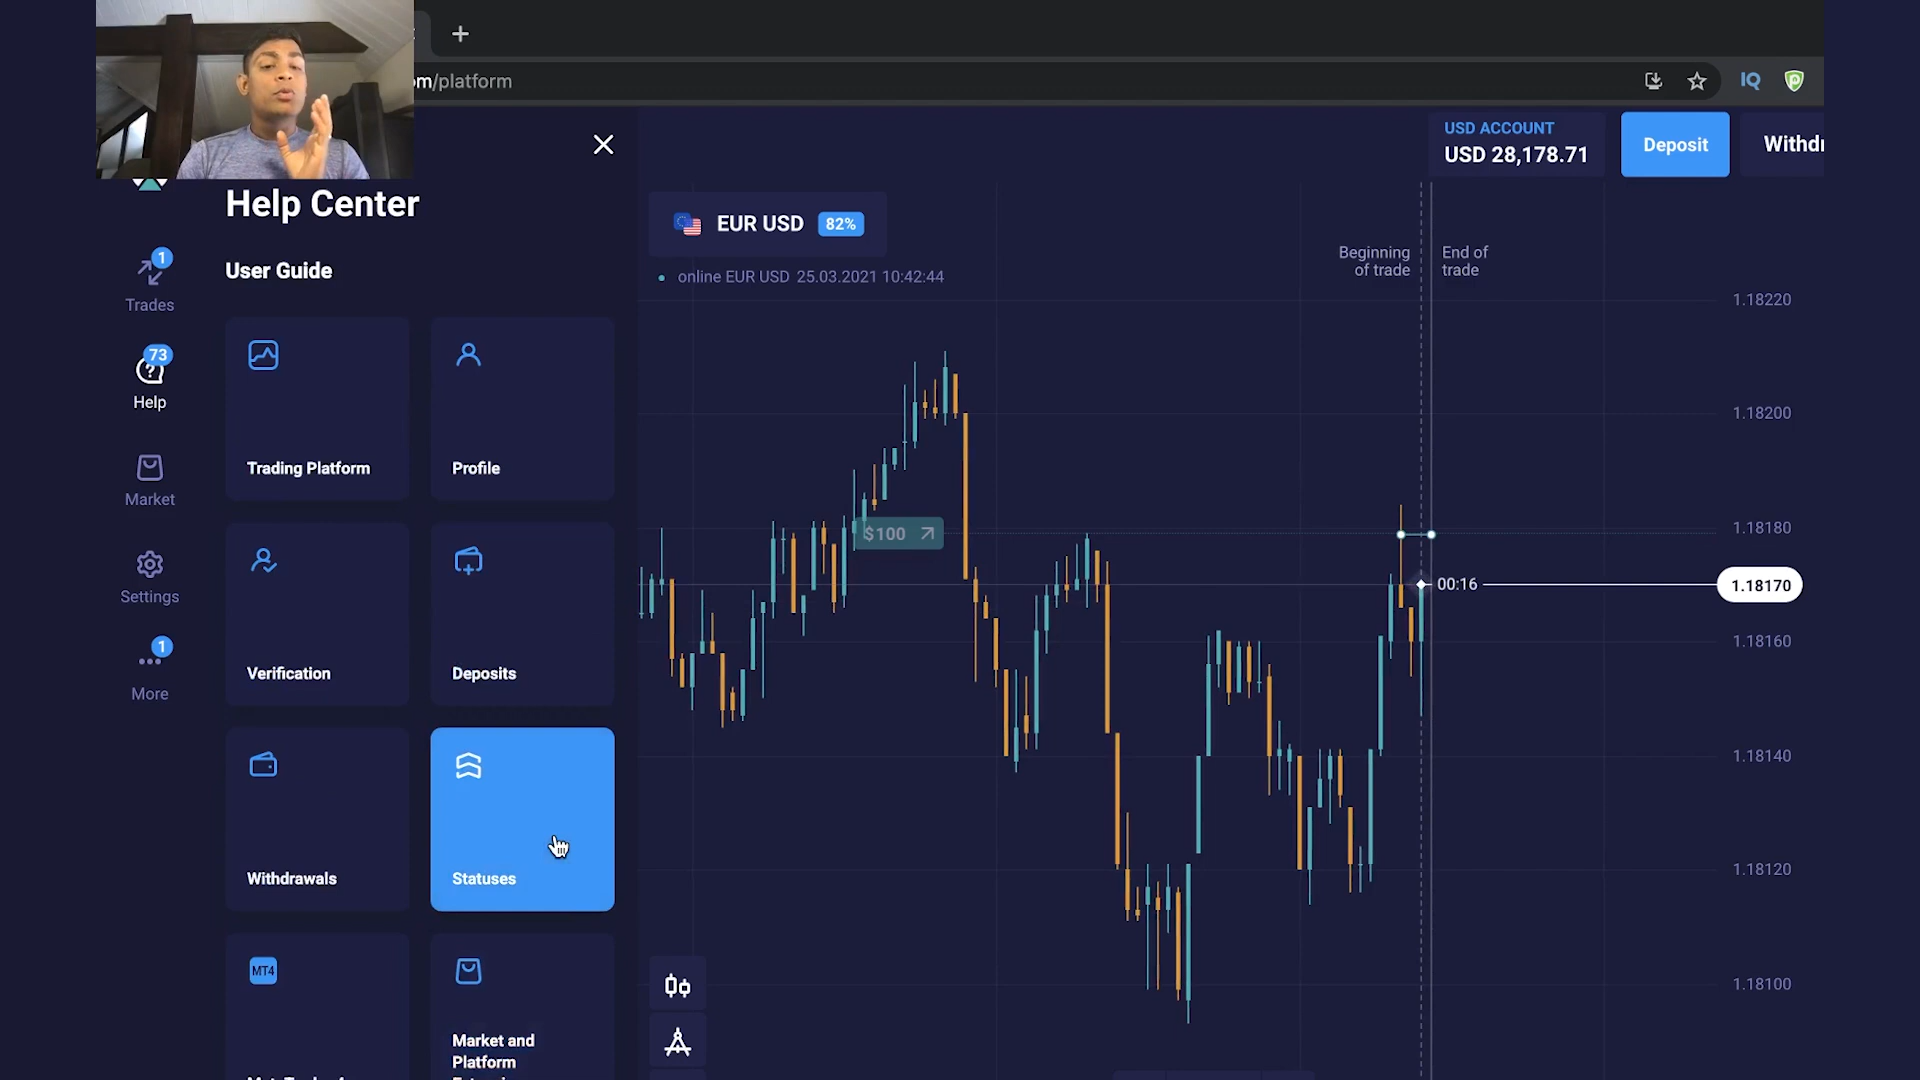 om/platform
IQ
USD ACCOUNT
USD 28,178.71
Deposit
Withdr
Help Center
User Guide
1
Trades
73
Help
Market
Settings
1
More
Trading Platform
Profile
Verification
Deposits
Withdrawals
Statuses
MT4
Market and
Platform
EUR USD 82%
online EUR USD 25.03.2021 10:42:44
Beginning
of trade
End of
trade
$100
00:16
1.18220
1.18200
1.18180
1.18170
1.18160
1.18140
1.18120
1.18100